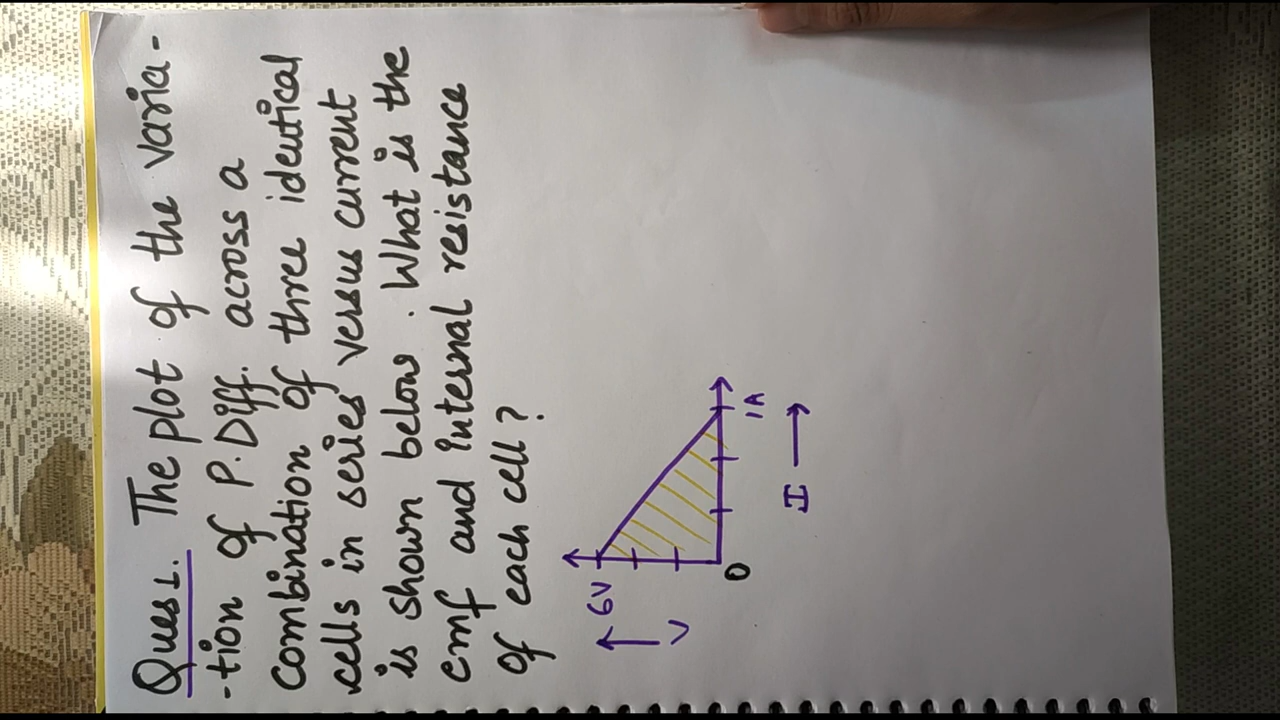 Ques 1. The plot of the varia-
-tion of P.Diff. across a
combination of three identical
cells in series versus current
is shown below. What is the
emf and internal resistance
of each cell?
6V
V
O
1A
I